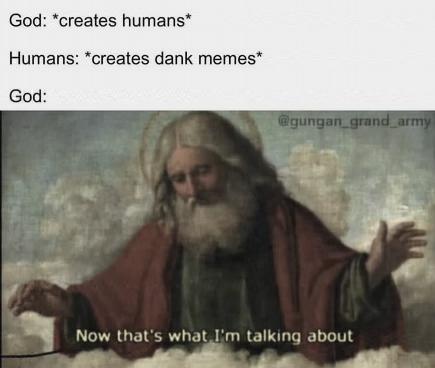 God: *creates humans*
Humans: *creates dank memes*
God:
@gungan_grand_army
Now that's what I'm talking about